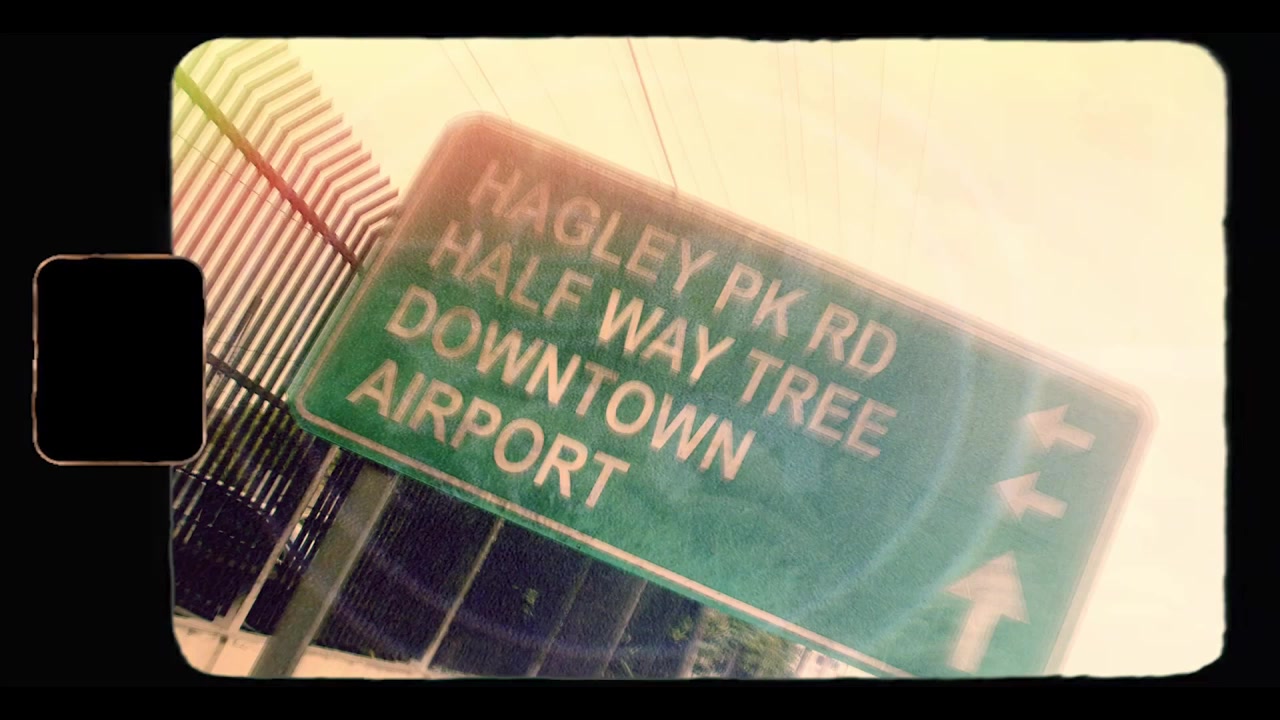 HAGLEY PK RD
HALF WAY TREE
DOWNTOWN
AIRPORT